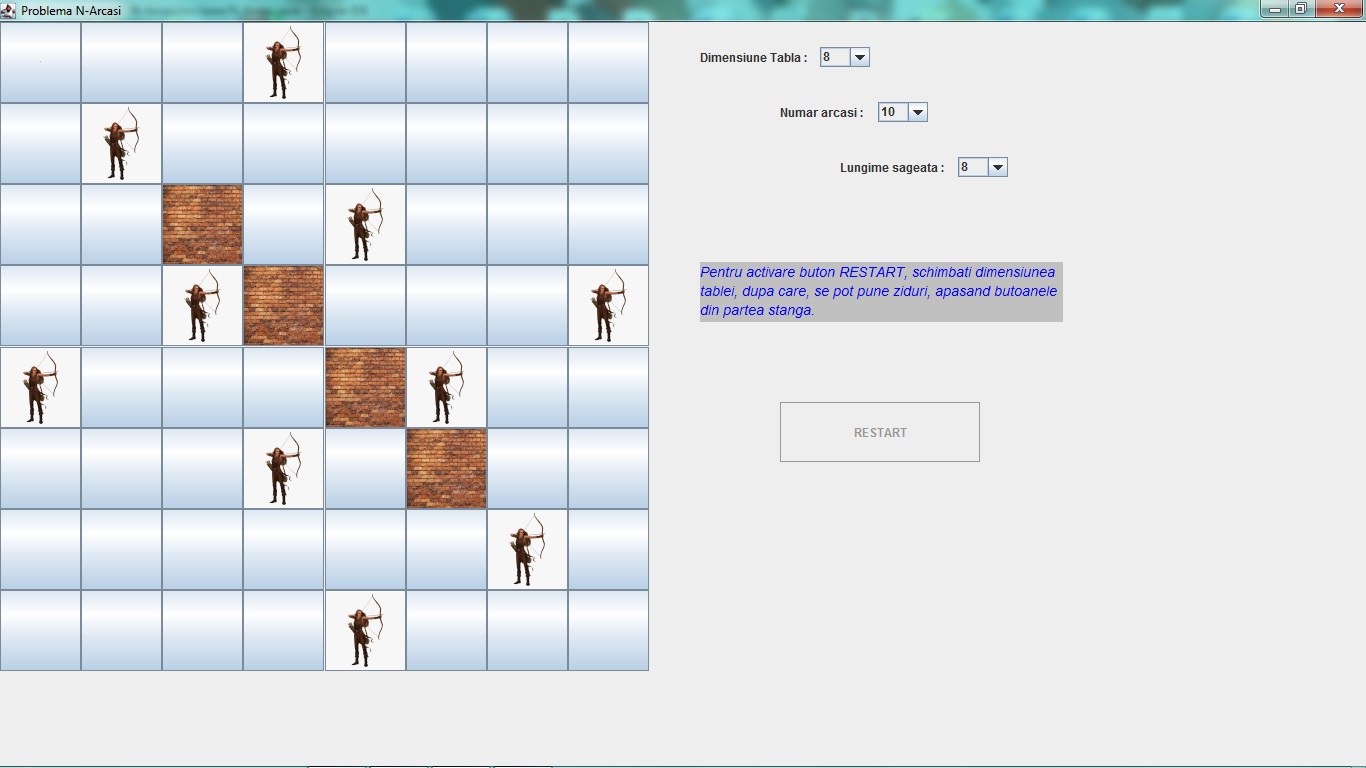 Problema N-Arcasi
Dimensiune Tabla :
8
Numar arcasi :
10
Lungime sageata :
8
Pentru activare buton RESTART, schimbati dimensiunea
tablei, dupa care, se pot pune ziduri, apasand butoanele
din partea stanga.
RESTART